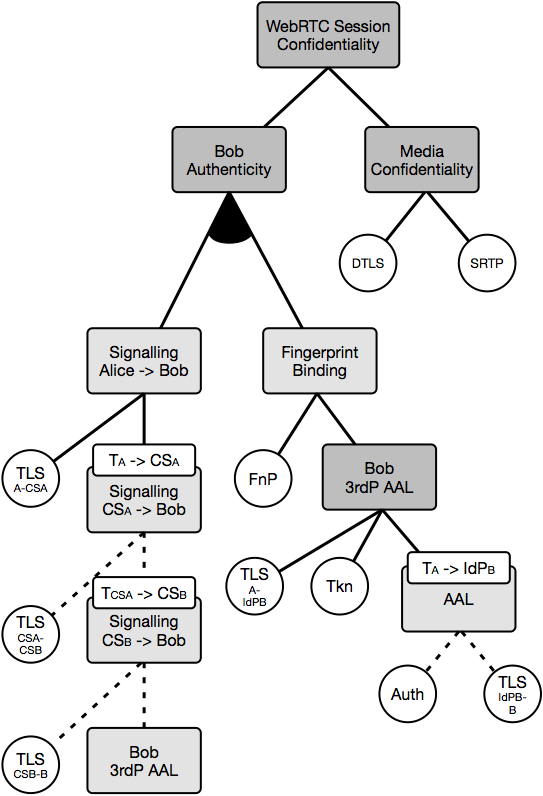 WebRTC Session
Confidentiality
Bob
Authenticity
Media
Confidentiality
DTLS
SRTP
Signalling
Alice -> Bob
Fingerprint
Binding
TLS
A-CSA
TA -> CSA
Signalling
CSA -> Bob
FnP
Bob
3rdP AAL
TLS
A-
IdPB
Tkn
TA -> IdPB
AAL
TCSA -> CSB
Signalling
CSB -> Bob
TLS
CSA-
CSB
Auth
TLS
IdPB-
B
TLS
CSB-B
Bob
3rdP AAL